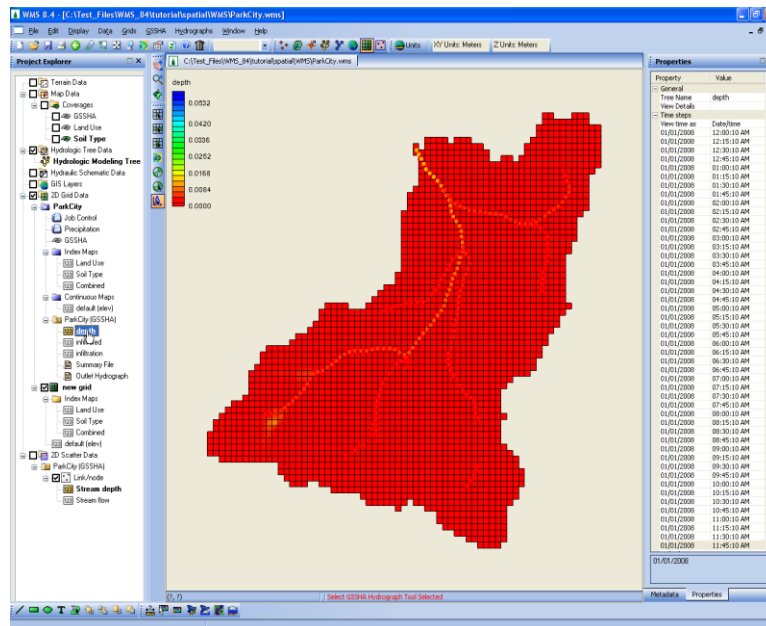 WMS 8.4 - [C:\Test_Files\WMS_84\tutorial\spatial\WMS\ParkCity.wms]
File Edit Display Data Grids GSSHA Hydrographs Window Help
Units XY Units: Meters Z Units: Meters
Project Explorer
Terrain Data
Map Data
Coverages
GSSHA
Land Use
Soil Type
Hydrologic Tree Data
Hydrologic Modeling Tree
Hydraulic Schematic Data
GIS Layers
2D Grid Data
ParkCity
Job Control
Precipitation
GSSHA
Index Maps
Land Use
Soil Type
Combined
Continuous Maps
default (elev)
ParkCity (GSSHA)
depth
infiltration
Summary File
Outlet Hydrograph
new grid
Index Maps
Land Use
Soil Type
Combined
default (elev)
2D Scatter Data
ParkCity (GSSHA)
Link/node
Stream depth
Stream flow
C:\Test_Files\WMS_84\tutorial\spatial\WMS\ParkCity.wms
depth
0.0532
0.0420
0.0336
0.0252
0.0168
0.0084
0.0000
(?, ?) Select GSSHA Hydrograph Tool Selected
Properties
Property Value
General
Tree Name depth
View Details
Time steps
View time as Date/time
01/01/2008 12:00:10 AM
01/01/2008 12:15:10 AM
01/01/2008 12:30:10 AM
01/01/2008 12:45:10 AM
01/01/2008 01:00:10 AM
01/01/2008 01:15:10 AM
01/01/2008 01:30:10 AM
01/01/2008 01:45:10 AM
01/01/2008 02:00:10 AM
01/01/2008 02:15:10 AM
01/01/2008 02:30:10 AM
01/01/2008 02:45:10 AM
01/01/2008 03:00:10 AM
01/01/2008 03:15:10 AM
01/01/2008 03:30:10 AM
01/01/2008 03:45:10 AM
01/01/2008 04:00:10 AM
01/01/2008 04:15:10 AM
01/01/2008 04:30:10 AM
01/01/2008 04:45:10 AM
01/01/2008 05:00:10 AM
01/01/2008 05:15:10 AM
01/01/2008 05:30:10 AM
01/01/2008 05:45:10 AM
01/01/2008 06:00:10 AM
01/01/2008 06:15:10 AM
01/01/2008 06:30:10 AM
01/01/2008 06:45:10 AM
01/01/2008 07:00:10 AM
01/01/2008 07:15:10 AM
01/01/2008 07:30:10 AM
01/01/2008 07:45:10 AM
01/01/2008 08:00:10 AM
01/01/2008 08:15:10 AM
01/01/2008 08:30:10 AM
01/01/2008 08:45:10 AM
01/01/2008 09:00:10 AM
01/01/2008 09:15:10 AM
01/01/2008 09:30:10 AM
01/01/2008 09:45:10 AM
01/01/2008 10:00:10 AM
01/01/2008 10:15:10 AM
01/01/2008 10:30:10 AM
01/01/2008 10:45:10 AM
01/01/2008 11:00:10 AM
01/01/2008 11:15:10 AM
01/01/2008 11:30:10 AM
01/01/2008 11:45:10 AM
01/01/2008
Metadata Properties